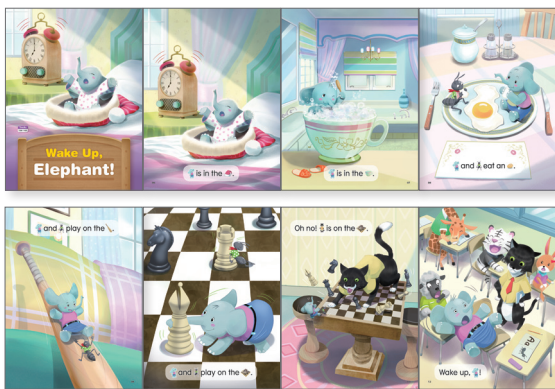 Wake Up,
Elephant!
is in the .
is in the .
and eat an .
and play on the .
and play on the .
Oh no! is on the .
Wake up, !
Aa